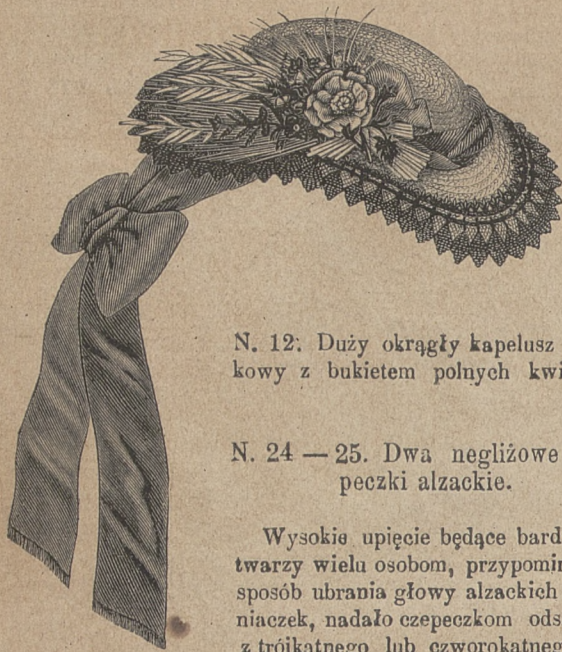 N. 12. Duży okrągły kapelusz
kowy z bukietem polnych kwi
N. 24 — 25. Dwa negliżowe
peczki alzackie.
Wysokie upięcie będące bard
twarzy wielu osobom, przypomin
sposób ubrania głowy alzackich
niaczek, nadało czepeczkom ods
z trójkątnego lub czworokątneg